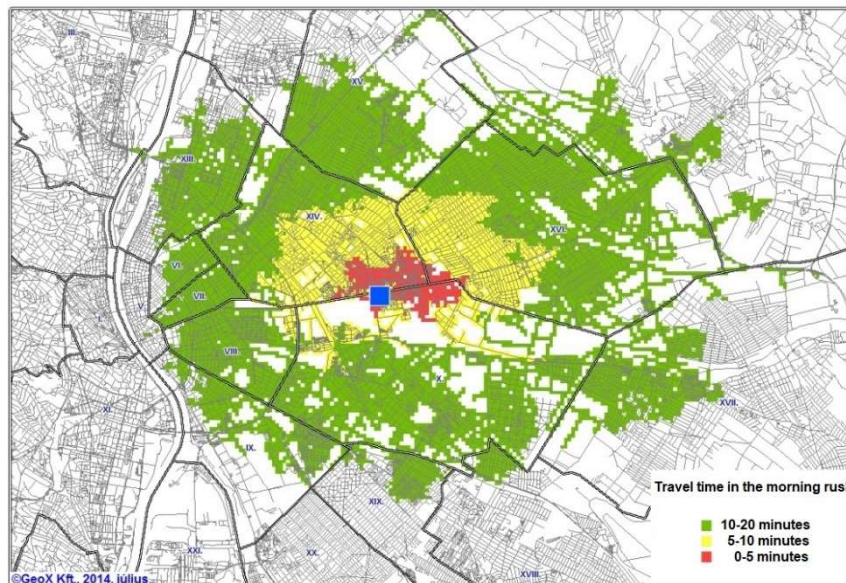 III.
XV.
XIII.
XIV.
XVI.
VI.
VII.
V.
I.
VIII.
X.
XI.
XVII.
IX.
XIX.
XXI.
XX.
XVIII.
Travel time in the morning rush
10-20 minutes
5-10 minutes
0-5 minutes
©GeoX Kft., 2014. július